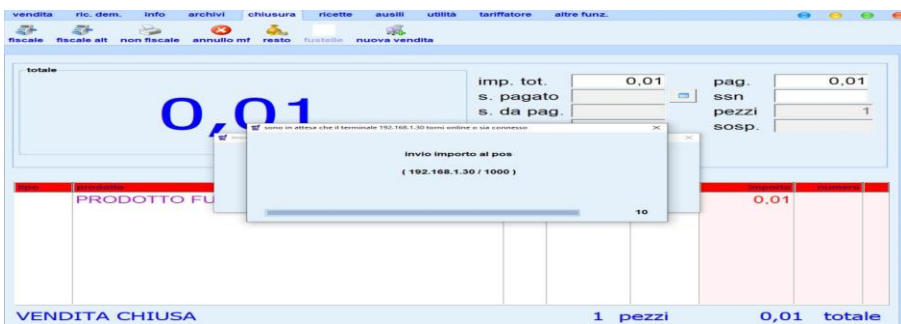 vendita ric. dem. info archivi chiusura ricette ausili utilità tariffatore altre funz.
fiscale fiscale alt non fiscale annullo mf resto fustelle nuova vendita
totale
0,01
imp. tot. 0,01 pag. 0,01
s. pagato ssn
s. da pag. pezzi 1
sosp.
sono in attesa che il terminale 192.168.1.30 torni online o sia connesso
invio importo al pos
( 192.168.1.30 / 1000 )
10
tipo prodotto importo numero
PRODOTTO FU 0,01
VENDITA CHIUSA 1 pezzi 0,01 totale